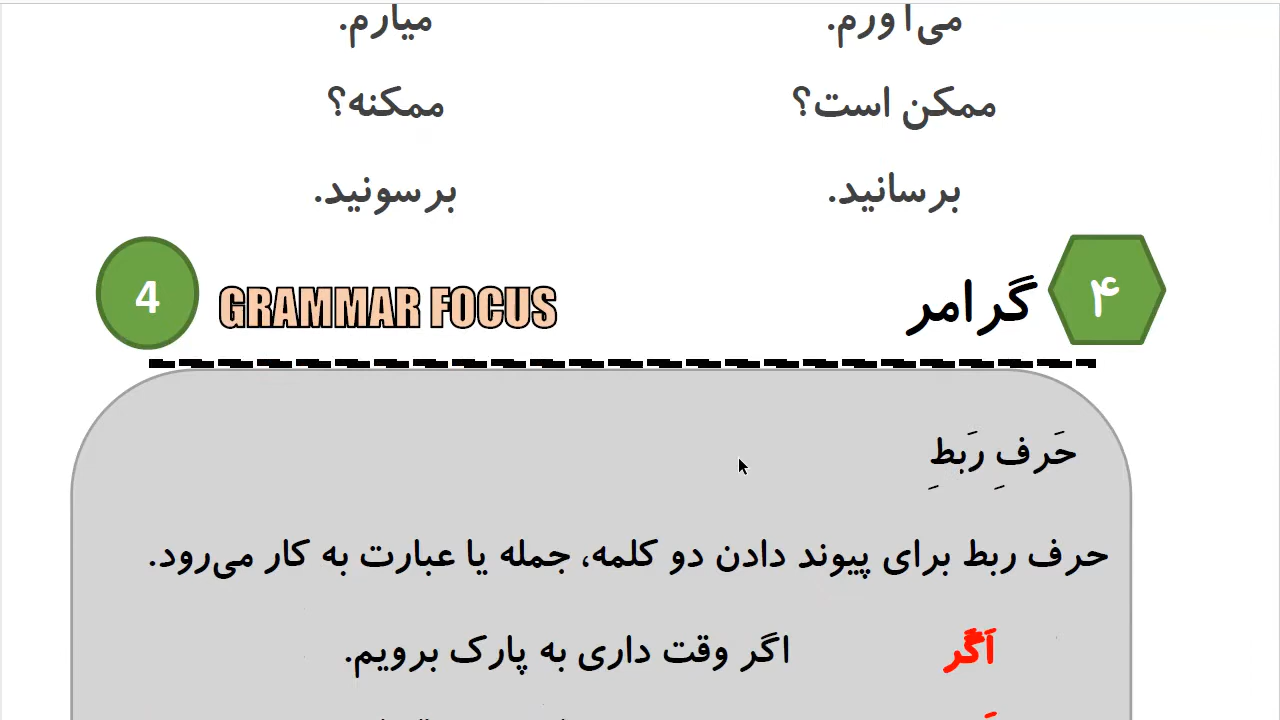 می‌آورم. میارم.
ممکن است؟ ممکنه؟
برسانید. برسونید.
۴ گرامر GRAMMAR FOCUS 4
حَرفِ رَبطِ
حرف ربط برای پیوند دادن دو کلمه، جمله یا عبارت به کار می‌رود.
اَگَر اگر وقت داری به پارک برویم.